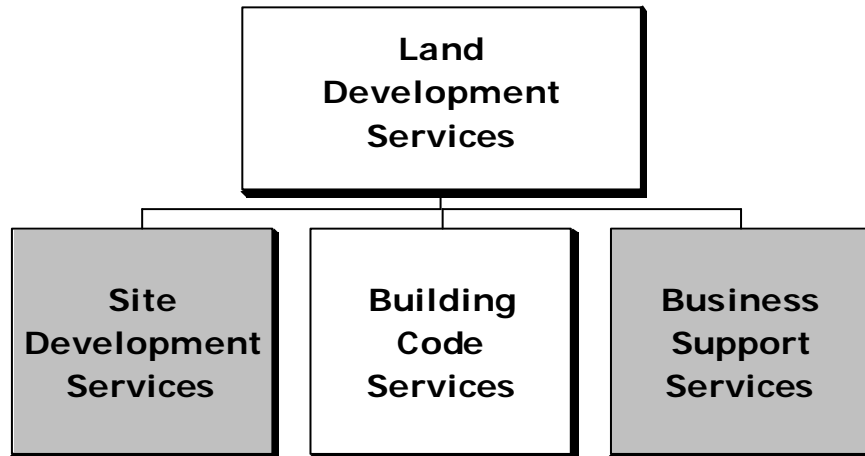 Land
Development
Services
Site
Development
Services
Building
Code
Services
Business
Support
Services